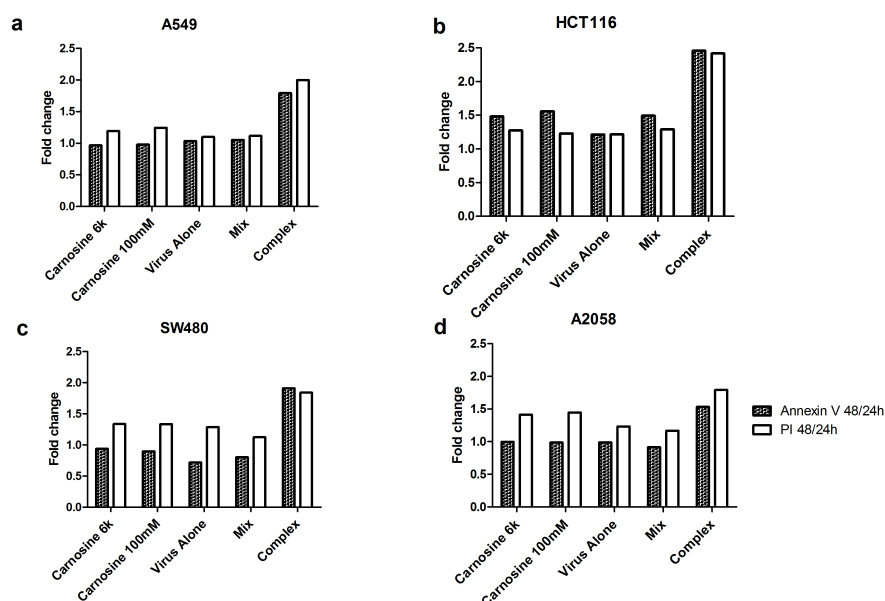 a
A549
Fold change
2.5
2.0
1.5
1.0
0.5
0.0
Carnosine 6k
Carnosine 100mM
Virus Alone
Mix
Complex
b
HCT116
Fold change
2.5
2.0
1.5
1.0
0.5
0.0
Carnosine 6k
Carnosine 100mM
Virus Alone
Mix
Complex
c
SW480
Fold change
2.5
2.0
1.5
1.0
0.5
0.0
Carnosine 6k
Carnosine 100mM
Virus Alone
Mix
Complex
d
A2058
Fold change
2.5
2.0
1.5
1.0
0.5
0.0
Carnosine 6k
Carnosine 100mM
Virus Alone
Mix
Complex
Annexin V 48/24h
PI 48/24h